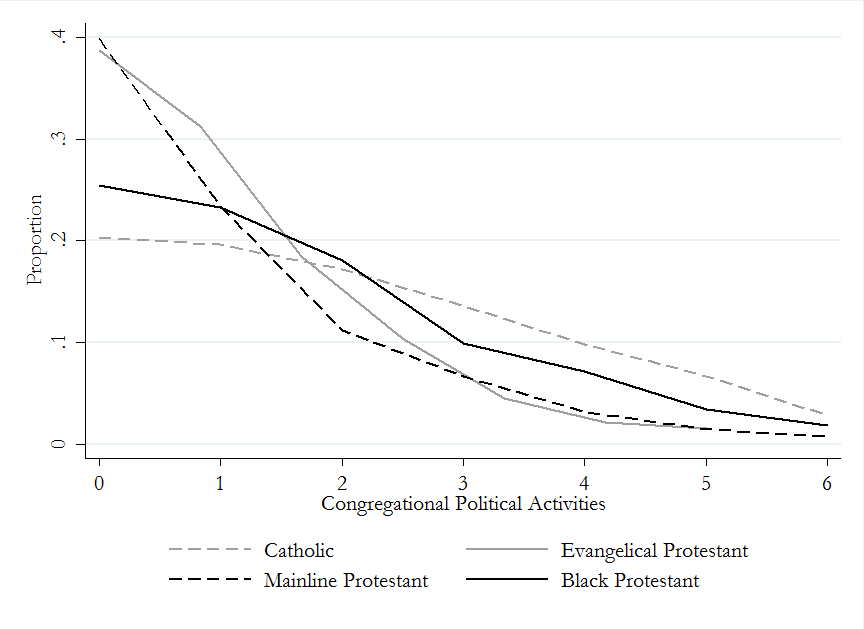 .4
.3
.2
.1
0
Proportion
0 1 2 3 4 5 6
Congregational Political Activities
Catholic Evangelical Protestant
Mainline Protestant Black Protestant